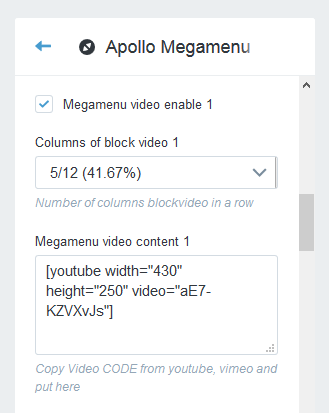 Apollo Megamenu
Megamenu video enable 1
Columns of block video 1
5/12 (41.67%)
Number of columns blockvideo in a row
Megamenu video content 1
[youtube width="430"
height="250" video="aE7-
KZVXvJs"]
Copy Video CODE from youtube, vimeo and
put here